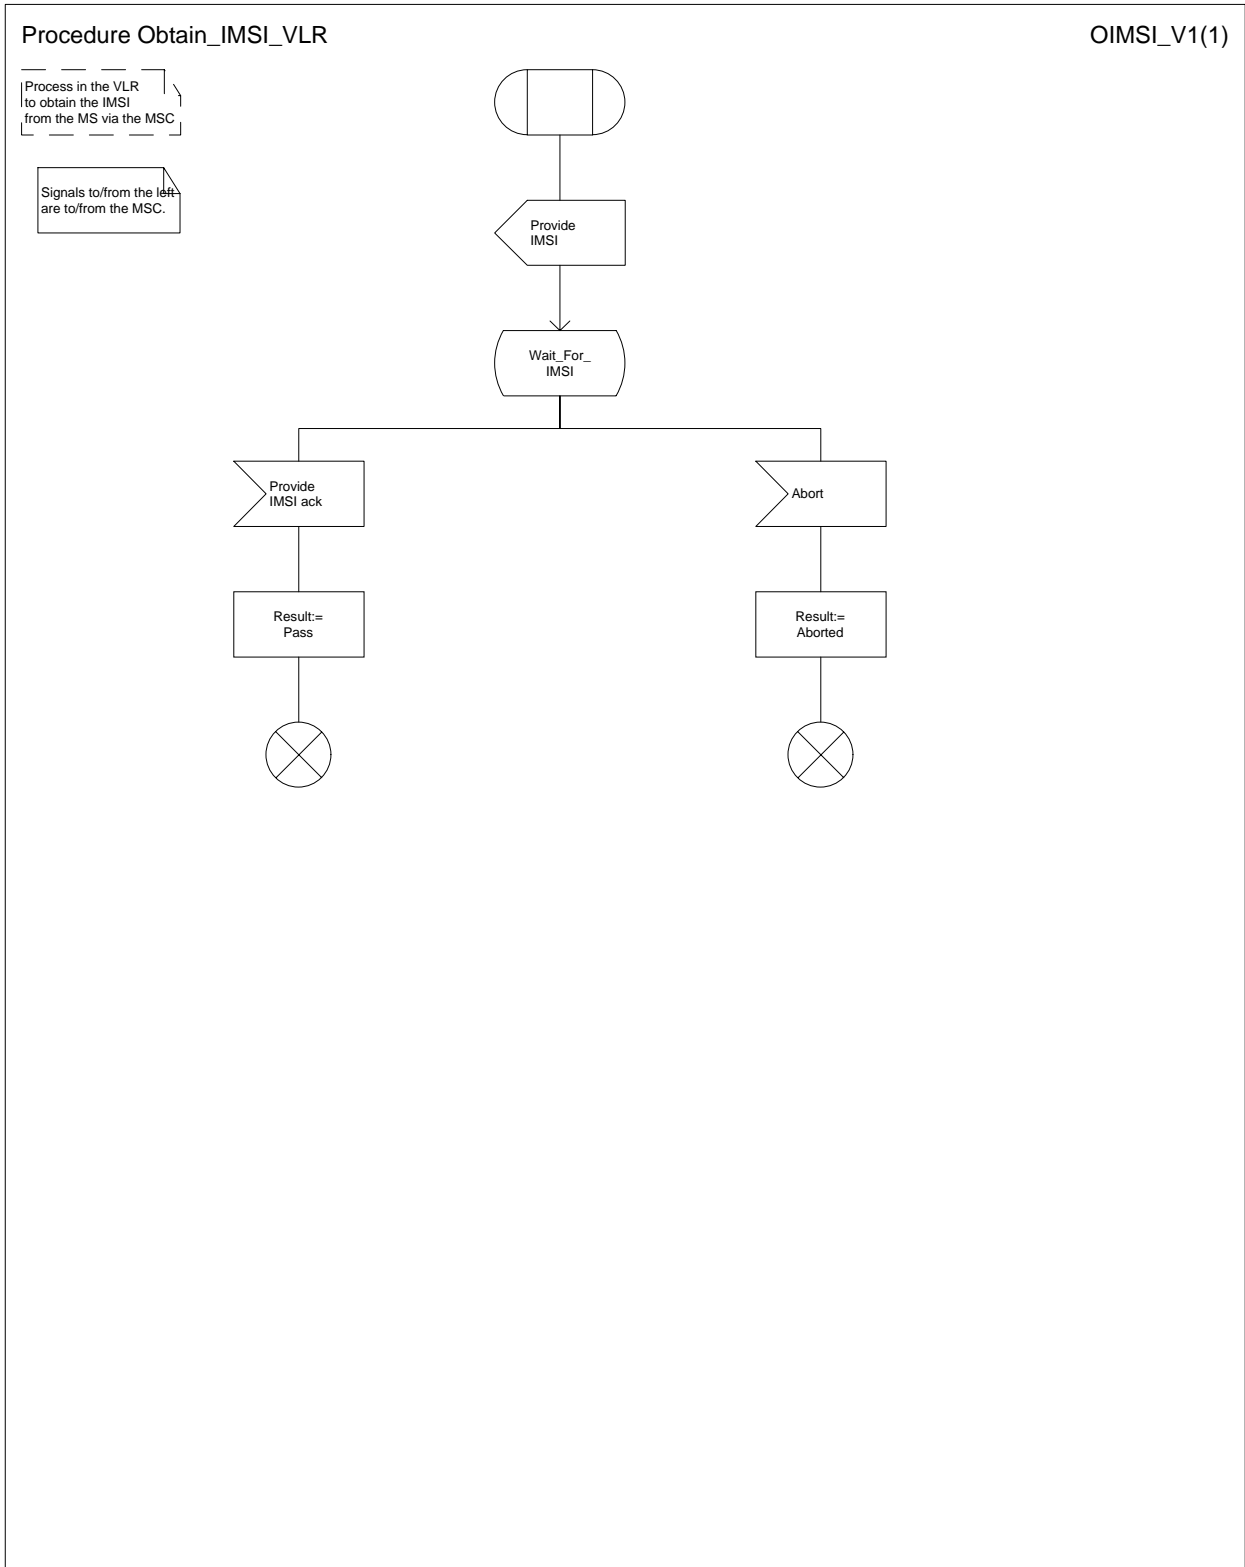 Procedure Obtain_IMSI_VLR
OIMSI_V1(1)
Process in the VLR
to obtain the IMSI
from the MS via the MSC
Signals to/from the left
are to/from the MSC.
Provide
IMSI
Wait_For_
IMSI
Provide
IMSI ack
Abort
Result:=
Pass
Result:=
Aborted